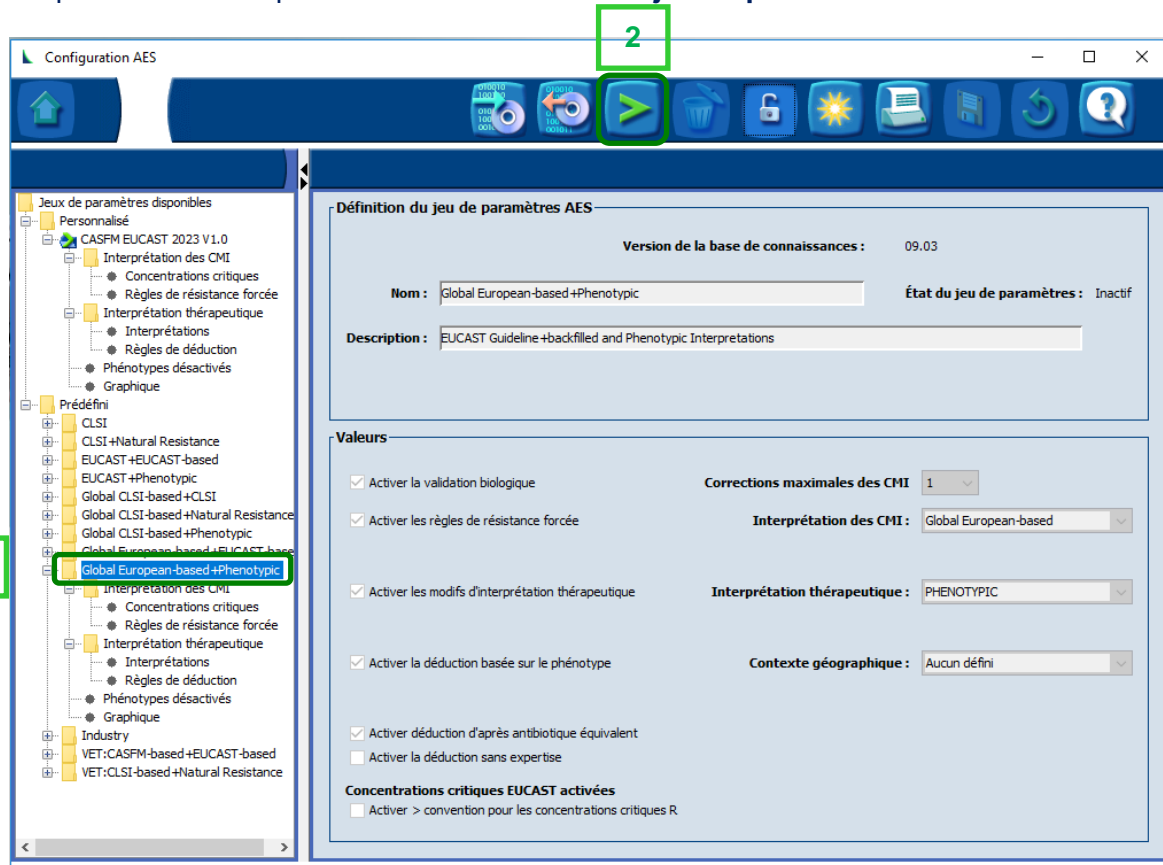 2
Configuration AES
Jeux de paramètres disponibles
Personnalisé
CASFM EUCAST 2023 V1.0
Interprétation des CMI
Concentrations critiques
Règles de résistance forcée
Interprétation thérapeutique
Interprétations
Règles de déduction
Phénotypes désactivés
Graphique
Prédéfini
CLSI
CLSI+Natural Resistance
EUCAST+EUCAST-based
EUCAST+Phenotypic
Global CLSI-based+CLSI
Global CLSI-based+Natural Resistance
Global CLSI-based+Phenotypic
Global European-based+EUCAST-base
Global European-based+Phenotypic
Interprétation des CMI
Concentrations critiques
Règles de résistance forcée
Interprétation thérapeutique
Interprétations
Règles de déduction
Phénotypes désactivés
Graphique
Industry
VET:CASFM-based+EUCAST-based
VET:CLSI-based+Natural Resistance
Définition du jeu de paramètres AES
Version de la base de connaissances : 09.03
Nom : Global European-based+Phenotypic État du jeu de paramètres : Inactif
Description : EUCAST Guideline+backfilled and Phenotypic Interpretations
Valeurs
Activer la validation biologique Corrections maximales des CMI 1
Activer les règles de résistance forcée Interprétation des CMI : Global European-based
Activer les modifs d'interprétation thérapeutique Interprétation thérapeutique : PHENOTYPIC
Activer la déduction basée sur le phénotype Contexte géographique : Aucun défini
Activer déduction d'après antibiotique équivalent
Activer la déduction sans expertise
Concentrations critiques EUCAST activées
Activer > convention pour les concentrations critiques R